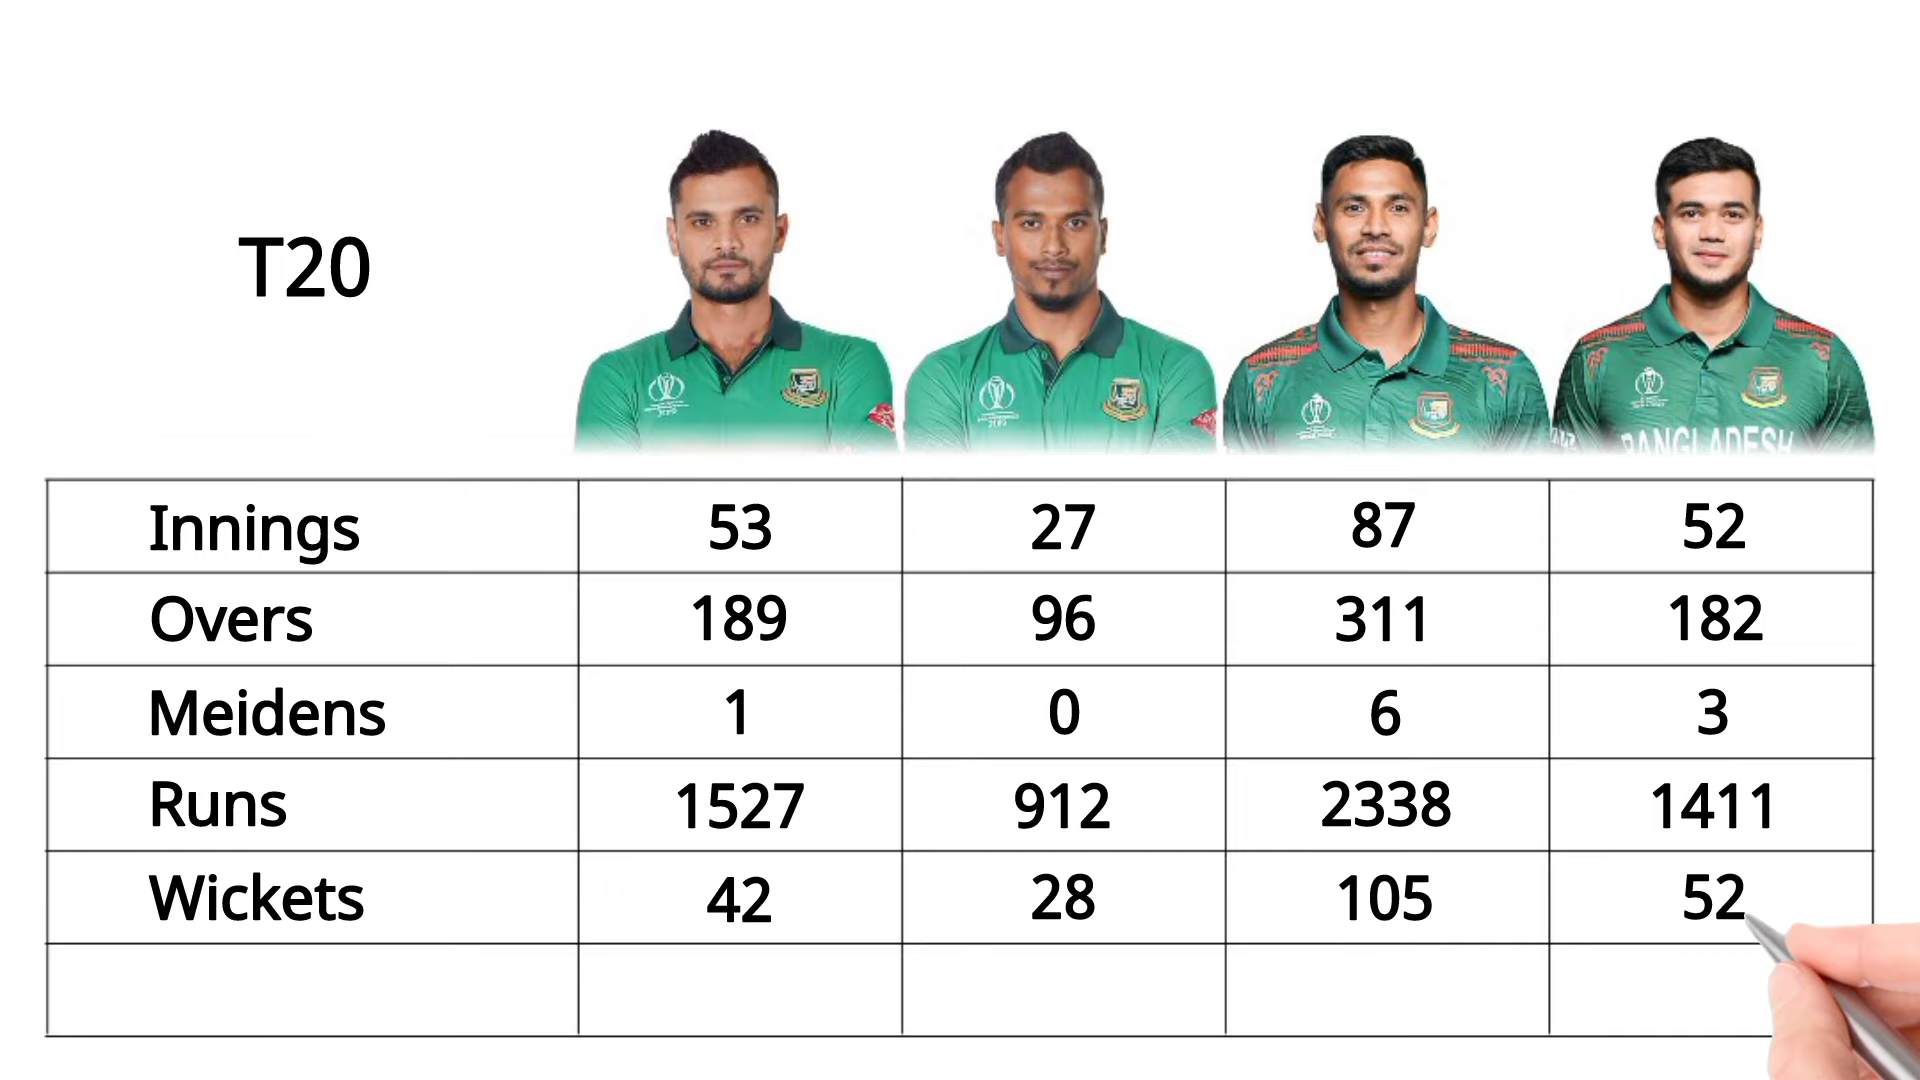 T20
BANGLADESH
Innings 53 27 87 52
Overs 189 96 311 182
Meidens 1 0 6 3
Runs 1527 912 2338 1411
Wickets 42 28 105 52